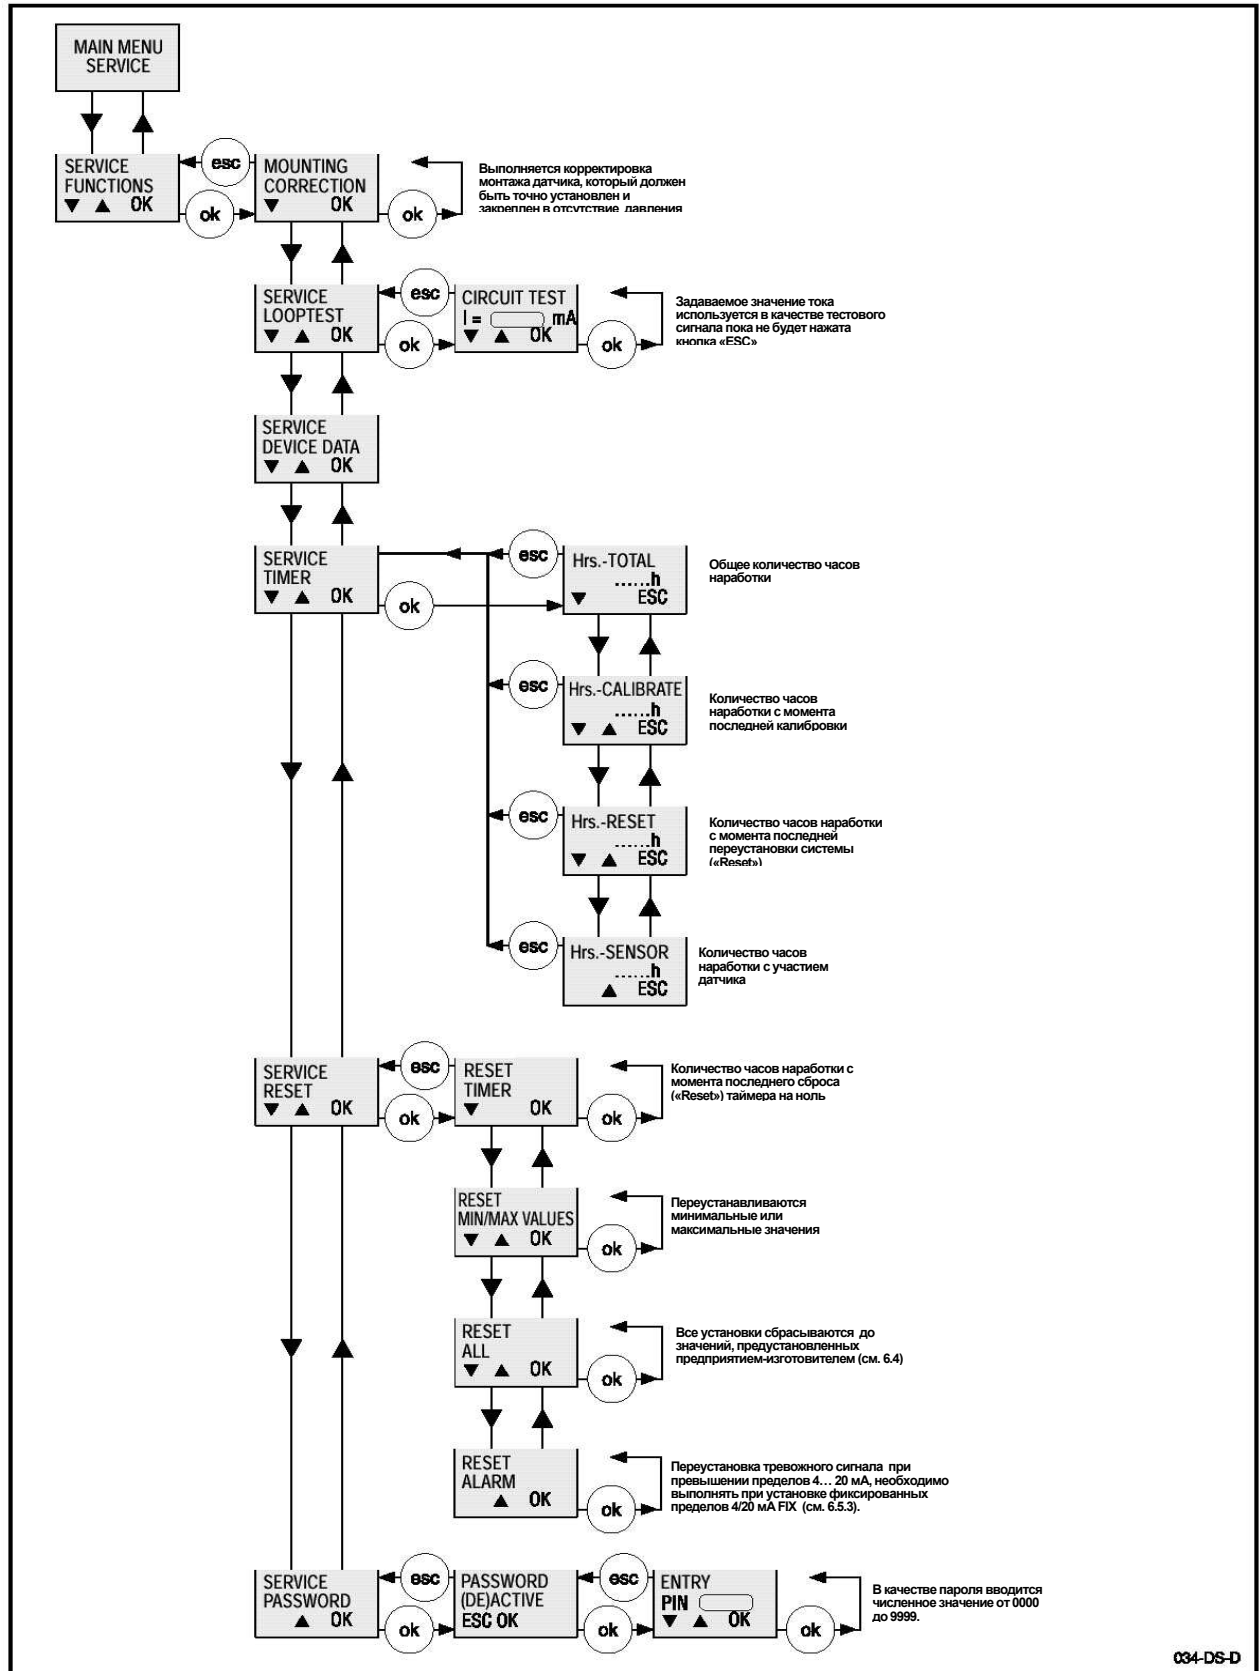 MAIN MENU
SERVICE
SERVICE
FUNCTIONS
▼ ▲ OK
esc
ok
MOUNTING
CORRECTION
▼ OK
ok
Выполняется корректировка
монтажа датчика, который должен
быть точно установлен и
закреплен в отсутствие давления
SERVICE
LOOPTEST
▼ ▲ OK
esc
ok
CIRCUIT TEST
I = mA
▼ ▲ OK
ok
Задаваемое значение тока
используется в качестве тестового
сигнала пока не будет нажата
кнопка «ESC»
SERVICE
DEVICE DATA
▼ ▲ OK
SERVICE
TIMER
▼ ▲ OK
ok
esc
Hrs.-TOTAL
......h
▼ ESC
Общее количество часов
наработки
esc
Hrs.-CALIBRATE
......h
▼ ▲ ESC
Количество часов
наработки с момента
последней калибровки
esc
Hrs.-RESET
......h
▼ ▲ ESC
Количество часов наработки
с момента последней
переустановки системы
(«Reset»)
esc
Hrs.-SENSOR
......h
▲ ESC
Количество часов
наработки с участием
датчика
SERVICE
RESET
▼ ▲ OK
esc
ok
RESET
TIMER
▼ OK
ok
Количество часов наработки с
момента последнего сброса
(«Reset») таймера на ноль
RESET
MIN/MAX VALUES
▼ ▲ OK
ok
Переустанавливаются
минимальные или
максимальные значения
RESET
ALL
▼ ▲ OK
ok
Все установки сбрасываются до
значений, предустановленных
предприятием-изготовителем (см. 6.4)
RESET
ALARM
▲ OK
ok
Переустановка тревожного сигнала при
превышении пределов 4… 20 мА, необходимо
выполнять при установке фиксированных
пределов 4/20 мА FIX (см. 6.5.3).
SERVICE
PASSWORD
▲ OK
esc
ok
PASSWORD
(DE)ACTIVE
ESC OK
esc
ok
ENTRY
PIN
▼ ▲ OK
ok
В качестве пароля вводится
численное значение от 0000
до 9999.
034-DS-D